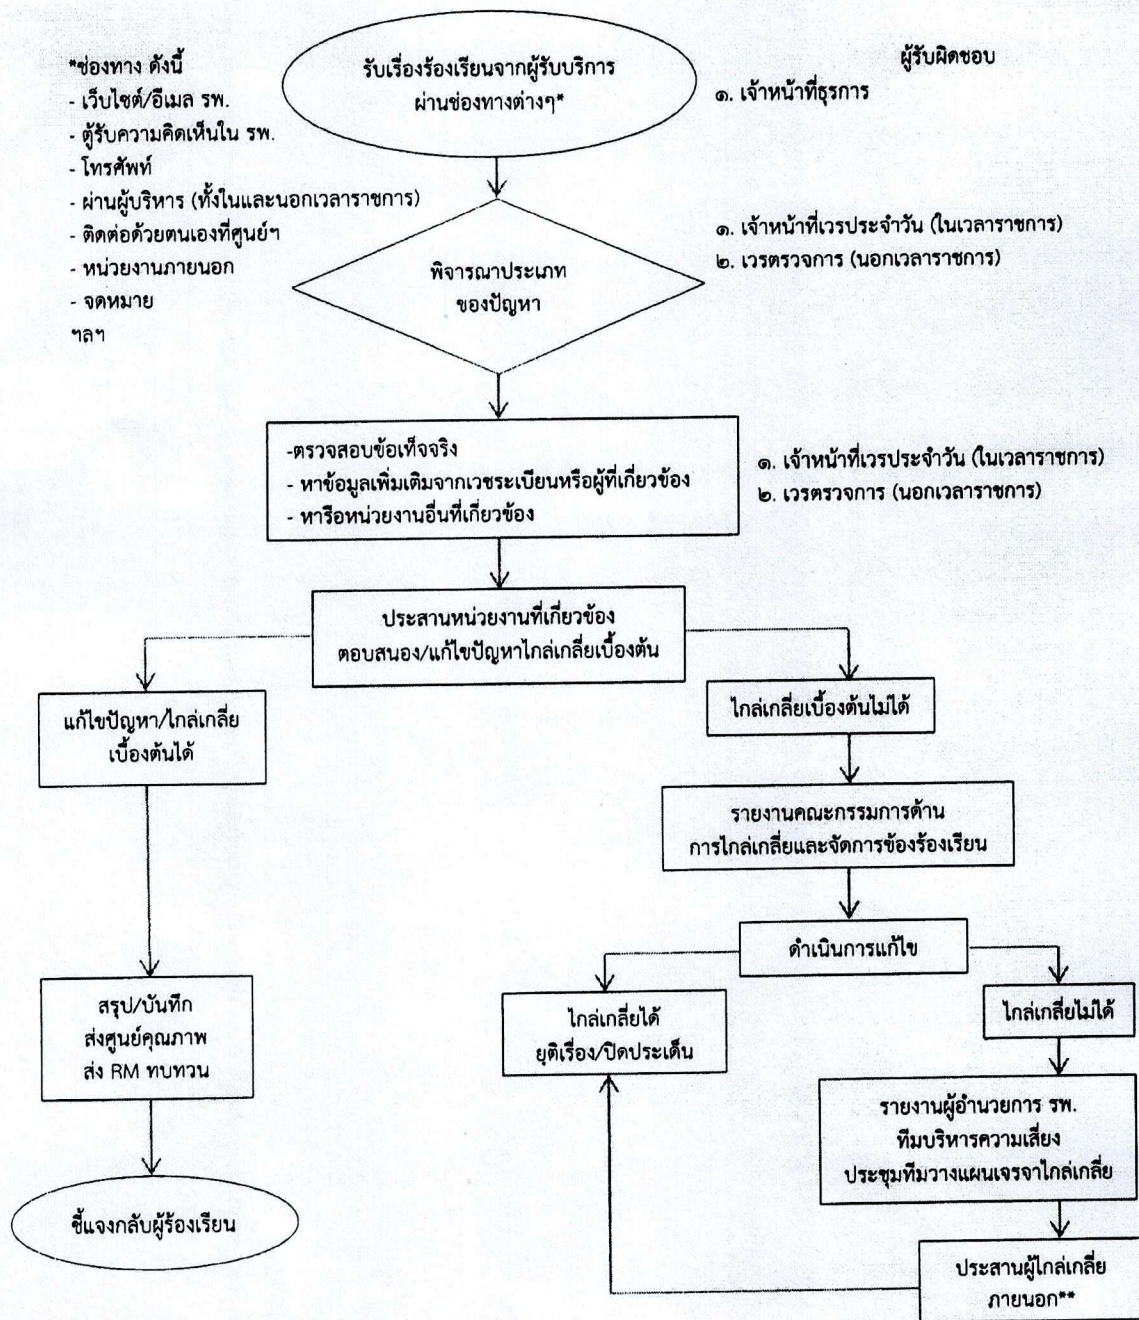 *ช่องทาง ดังนี้
- เว็บไซต์/อีเมล รพ.
- ตู้รับความคิดเห็นใน รพ.
- โทรศัพท์
- ผ่านผู้บริหาร (ทั้งในและนอกเวลาราชการ)
- ติดต่อด้วยตนเองที่ศูนย์ฯ
- หน่วยงานภายนอก
- จดหมาย
ฯลฯ
รับเรื่องร้องเรียนจากผู้รับบริการ
ผ่านช่องทางต่างๆ*
ผู้รับผิดชอบ
๑. เจ้าหน้าที่ธุรการ
พิจารณาประเภท
ของปัญหา
๑. เจ้าหน้าที่เวรประจำวัน (ในเวลาราชการ)
๒. เวรตรวจการ (นอกเวลาราชการ)
-ตรวจสอบข้อเท็จจริง
- หาข้อมูลเพิ่มเติมจากเวชระเบียนหรือผู้ที่เกี่ยวข้อง
- หารือหน่วยงานอื่นที่เกี่ยวข้อง
๑. เจ้าหน้าที่เวรประจำวัน (ในเวลาราชการ)
๒. เวรตรวจการ (นอกเวลาราชการ)
ประสานหน่วยงานที่เกี่ยวข้อง
ตอบสนอง/แก้ไขปัญหาไกล่เกลี่ยเบื้องต้น
แก้ไขปัญหา/ไกล่เกลี่ย
เบื้องต้นได้
ไกล่เกลี่ยเบื้องต้นไม่ได้
รายงานคณะกรรมการด้าน
การไกล่เกลี่ยและจัดการข้องร้องเรียน
ดำเนินการแก้ไข
สรุป/บันทึก
ส่งศูนย์คุณภาพ
ส่ง RM ทบทวน
ไกล่เกลี่ยได้
ยุติเรื่อง/ปิดประเด็น
ไกล่เกลี่ยไม่ได้
รายงานผู้อำนวยการ รพ.
ทีมบริหารความเสี่ยง
ประชุมทีมวางแผนเจรจาไกล่เกลี่ย
ชี้แจงกลับผู้ร้องเรียน
ประสานผู้ไกล่เกลี่ย
ภายนอก**